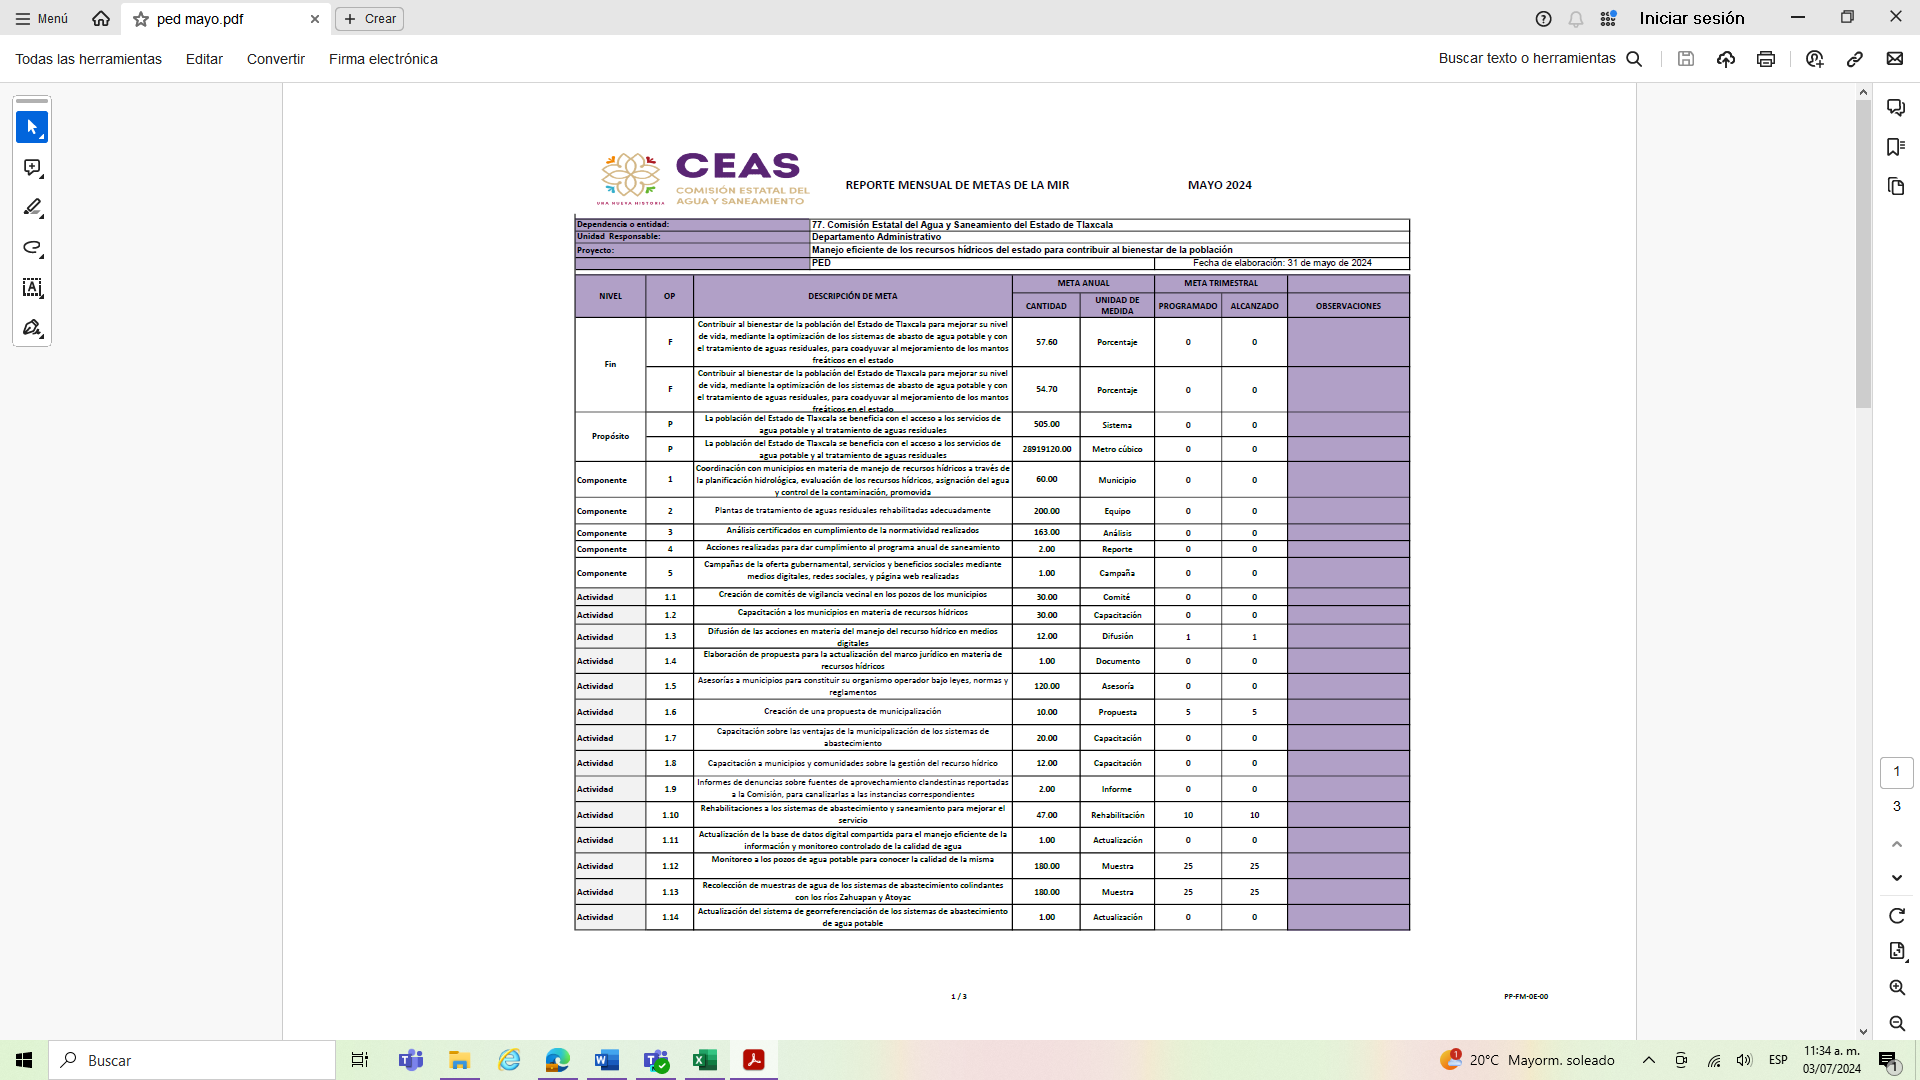 Menú
ped mayo.pdf
Crear
Iniciar sesión
Todas las herramientas
Editar
Convertir
Firma electrónica
Buscar texto o herramientas
CEAS
COMISIÓN ESTATAL DEL
AGUA Y SANEAMIENTO
UNA NUEVA HISTORIA
REPORTE MENSUAL DE METAS DE LA MIR
MAYO 2024
Dependencia o entidad: 77. Comisión Estatal del Agua y Saneamiento del Estado de Tlaxcala
Unidad Responsable: Departamento Administrativo
Proyecto: Manejo eficiente de los recursos hídricos del estado para contribuir al bienestar de la población
PED Fecha de elaboración: 31 de mayo de 2024
NIVEL OP DESCRIPCIÓN DE META META ANUAL META TRIMESTRAL
CANTIDAD UNIDAD DE MEDIDA PROGRAMADO ALCANZADO OBSERVACIONES
Fin
F Contribuir al bienestar de la población del Estado de Tlaxcala para mejorar su nivel
de vida, mediante la optimización de los sistemas de abasto de agua potable y con
el tratamiento de aguas residuales, para coadyuvar al mejoramiento de los mantos
freáticos en el estado
57.60 Porcentaje 0 0
F Contribuir al bienestar de la población del Estado de Tlaxcala para mejorar su nivel
de vida, mediante la optimización de los sistemas de abasto de agua potable y con
el tratamiento de aguas residuales, para coadyuvar al mejoramiento de los mantos
freáticos en el estado
54.70 Porcentaje 0 0
Propósito
P La población del Estado de Tlaxcala se beneficia con el acceso a los servicios de
agua potable y al tratamiento de aguas residuales
505.00 Sistema 0 0
P La población del Estado de Tlaxcala se beneficia con el acceso a los servicios de
agua potable y al tratamiento de aguas residuales
28919120.00 Metro cúbico 0 0
Componente 1 Coordinación con municipios en materia de manejo de recursos hídricos a través de
la planificación hidrológica, evaluación de los recursos hídricos, asignación del agua
y control de la contaminación, promovida
60.00 Municipio 0 0
Componente 2 Plantas de tratamiento de aguas residuales rehabilitadas adecuadamente 200.00 Equipo 0 0
Componente 3 Análisis certificados en cumplimiento de la normatividad realizados 163.00 Análisis 0 0
Componente 4 Acciones realizadas para dar cumplimiento al programa anual de saneamiento 2.00 Reporte 0 0
Componente 5 Campañas de la oferta gubernamental, servicios y beneficios sociales mediante
medios digitales, redes sociales, y página web realizadas
1.00 Campaña 0 0
Actividad 1.1 Creación de comités de vigilancia vecinal en los pozos de los municipios 30.00 Comité 0 0
Actividad 1.2 Capacitación a los municipios en materia de recursos hídricos 30.00 Capacitación 0 0
Actividad 1.3 Difusión de las acciones en materia del manejo del recurso hídrico en medios
digitales
12.00 Difusión 1 1
Actividad 1.4 Elaboración de propuesta para la actualización del marco jurídico en materia de
recursos hídricos
1.00 Documento 0 0
Actividad 1.5 Asesorías a municipios para constituir su organismo operador bajo leyes, normas y
reglamentos
120.00 Asesoría 0 0
Actividad 1.6 Creación de una propuesta de municipalización 10.00 Propuesta 5 5
Actividad 1.7 Capacitación sobre las ventajas de la municipalización de los sistemas de
abastecimiento
20.00 Capacitación 0 0
Actividad 1.8 Capacitación a municipios y comunidades sobre la gestión del recurso hídrico 12.00 Capacitación 0 0
Actividad 1.9 Informes de denuncias sobre fuentes de aprovechamiento clandestinas reportadas
a la Comisión, para canalizarlas a las instancias correspondientes
2.00 Informe 0 0
Actividad 1.10 Rehabilitaciones a los sistemas de abastecimiento y saneamiento para mejorar el
servicio
47.00 Rehabilitación 10 10
Actividad 1.11 Actualización de la base de datos digital compartida para el manejo eficiente de la
información y monitoreo controlado de la calidad de agua
1.00 Actualización 0 0
Actividad 1.12 Monitoreo a los pozos de agua potable para conocer la calidad de la misma 180.00 Muestra 25 25
Actividad 1.13 Recolección de muestras de agua de los sistemas de abastecimiento colindantes
con los ríos Zahuapan y Atoyac
180.00 Muestra 25 25
Actividad 1.14 Actualización del sistema de georreferenciación de los sistemas de abastecimiento
de agua potable
1.00 Actualización 0 0
1 / 3
PP-FM-0E-00
1
3
Buscar
1
20°C Mayorm. soleado
ESP
11:34 a. m.
03/07/2024
1